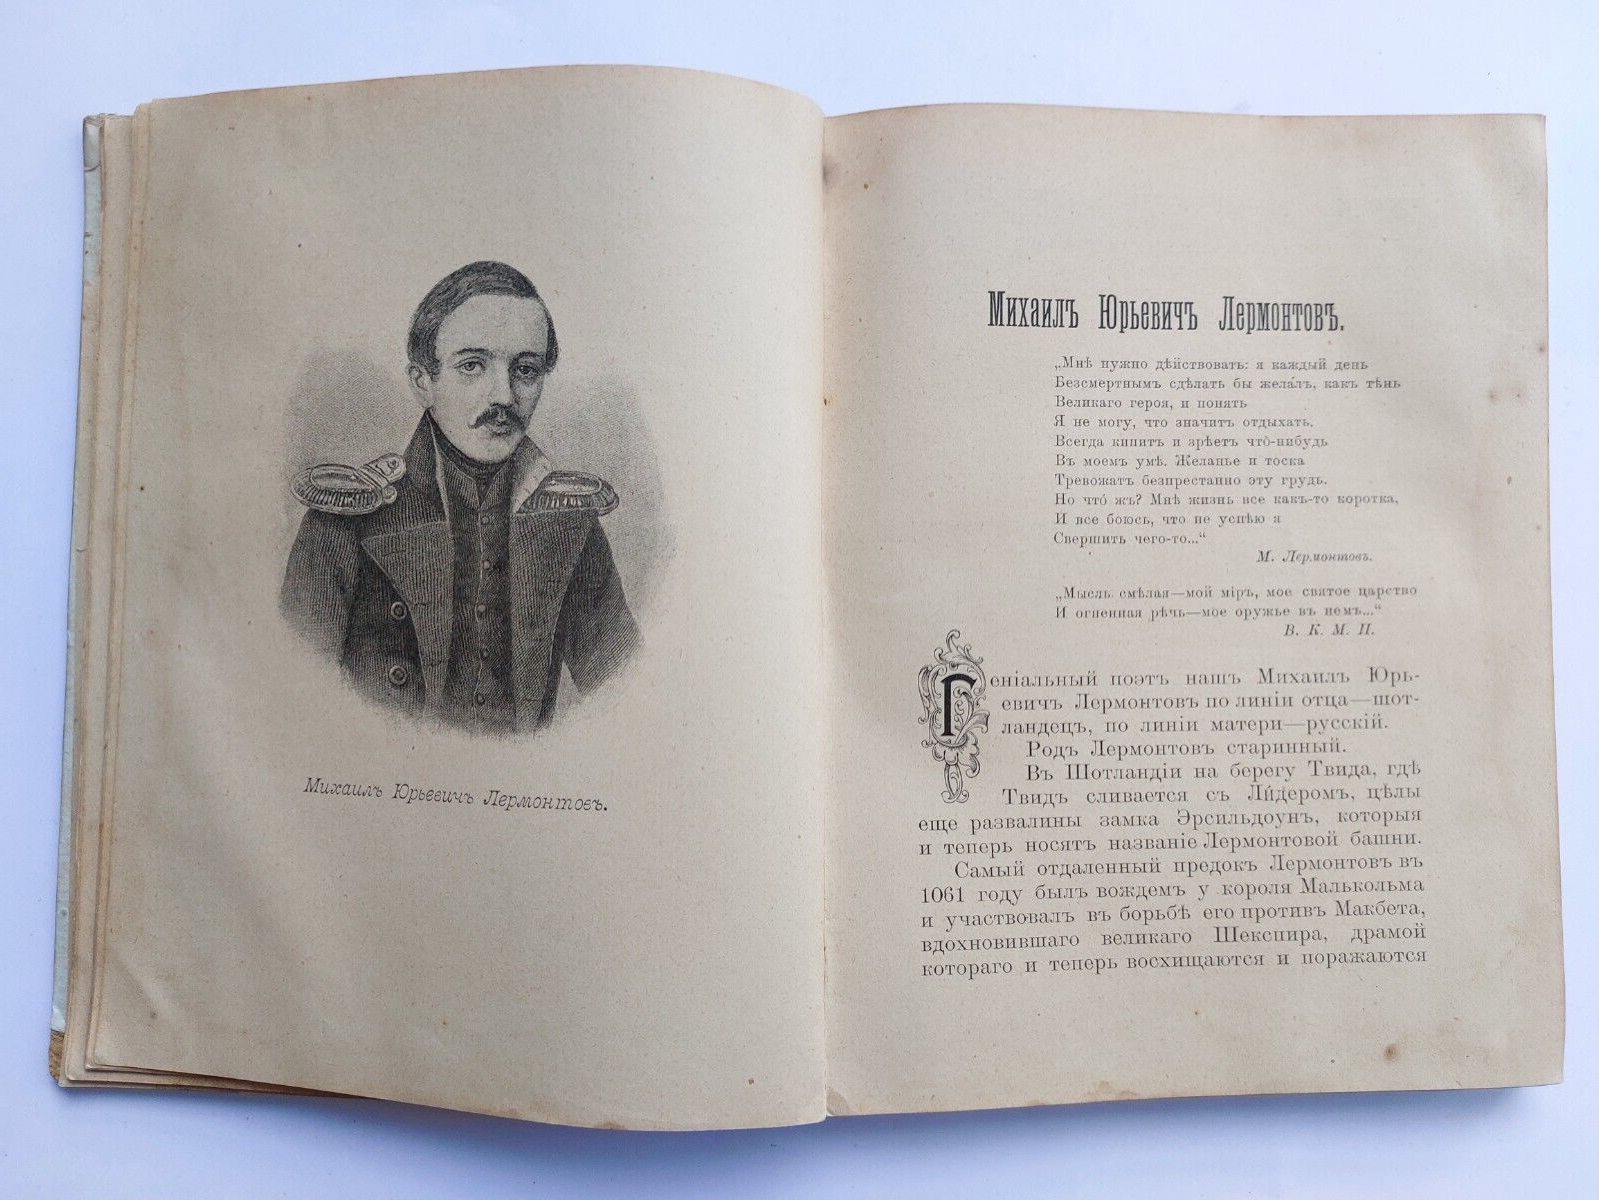 Михаилъ Юрьевичъ Лермонтовъ.
Михаилъ Юрьевичъ Лермонтовъ.
„Мнѣ нужно дѣйствовать: я каждый день
Безсмертнымъ сдѣлать бы жела́лъ, какъ тѣнь
Великаго героя, и понять
Я не могу, что значитъ отдыхать.
Всегда кипитъ и зрѣетъ что́-нибудь
Въ моемъ умѣ. Желанье и тоска
Тревожатъ безпрестанно эту грудь.
Но что́ жъ? Мнѣ жизнь все какъ-то коротка,
И все боюсь, что не успѣю я
Свершить чего-то..."
М. Лермонтовъ.
„Мысль смѣлая—мой міръ, мое святое царство
И огненная рѣчь—мое оружье въ немъ..."
В. К. М. П.
Геніальный поэтъ нашъ Михаилъ Юрь-
евичъ Лермонтовъ по линіи отца—шот-
ландецъ, по линіи матери—русскій.
Родъ Лермонтовъ старинный.
Въ Шотландіи на берегу Твида, гдѣ
Твидъ сливается съ Ли́деромъ, цѣлы
еще развалины замка Эрсильдоунъ, которыя
и теперь носятъ названіе Лермонтовой башни.
Самый отдаленный предокъ Лермонтовъ въ
1061 году былъ вождемъ у короля Малькольма
и участвовалъ въ борьбѣ его противъ Макбета,
вдохновившаго великаго Шекспира, драмой
котораго и теперь восхищаются и поражаются